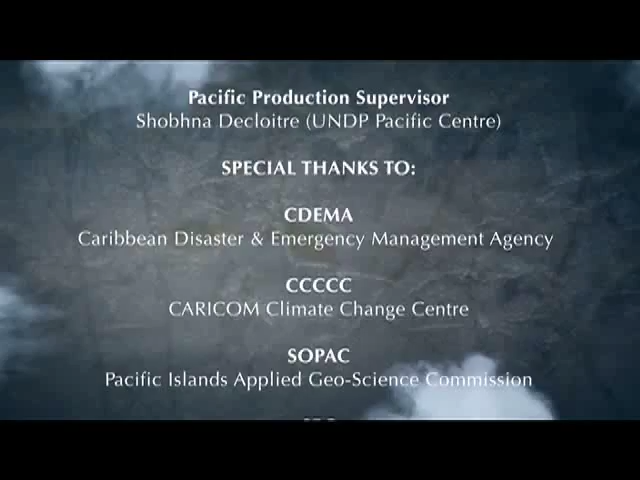 Pacific Production Supervisor
Shobhna Decloitre (UNDP Pacific Centre)
SPECIAL THANKS TO:
CDEMA
Caribbean Disaster & Emergency Management Agency
CCCCC
CARICOM Climate Change Centre
SOPAC
Pacific Islands Applied Geo-Science Commission